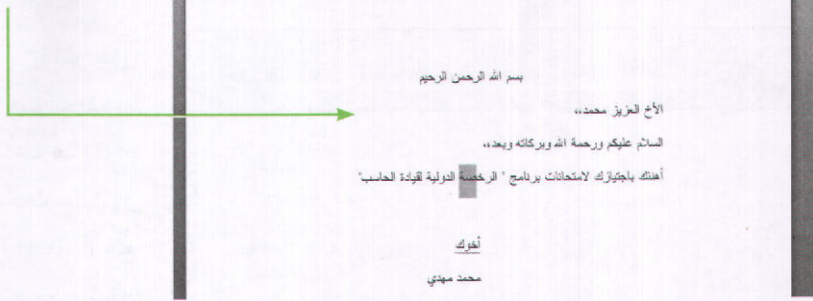 بسم الله الرحمن الرحيم
الأخ العزيز محمد،،
السلام عليكم ورحمة الله وبركاته وبعد،،
أهنئك باجتيازك لامتحانات برنامج " الرخصة الدولية لقيادة الحاسب"
أخوك
محمد مهدي